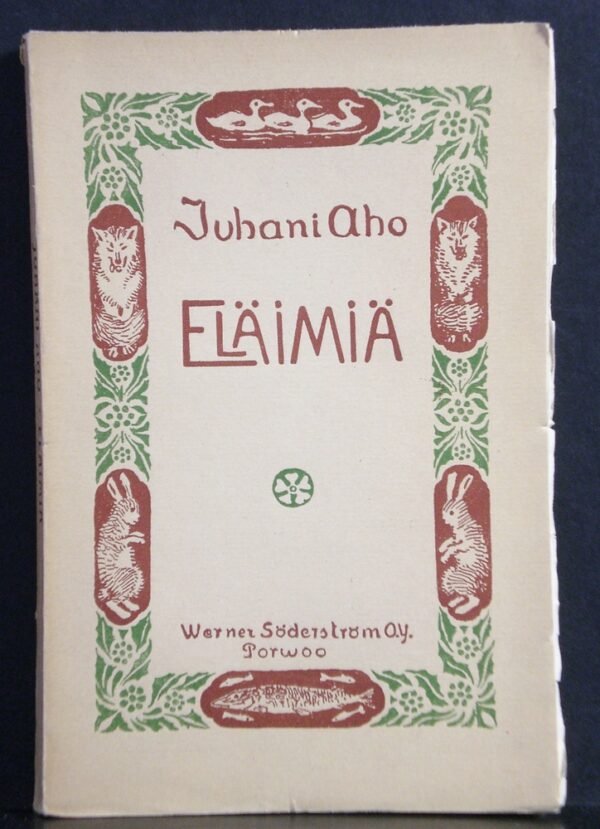 Juhani Aho
ELÄIMIÄ
Werner Söderström O.Y.
Porwoo